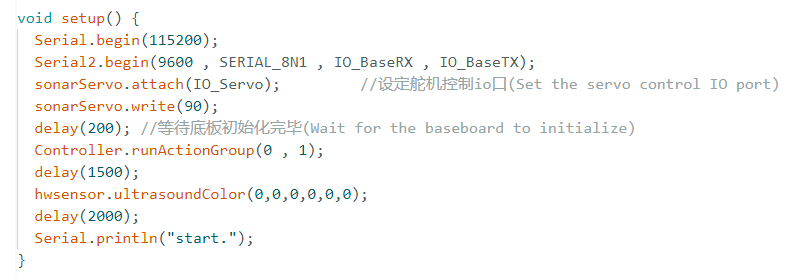 void setup() {
  Serial.begin(115200);
  Serial2.begin(9600 , SERIAL_8N1 , IO_BaseRX , IO_BaseTX);
  sonarServo.attach(IO_Servo);          //设定舵机控制io口(Set the servo control IO port)
  sonarServo.write(90);
  delay(200); //等待底板初始化完毕(Wait for the baseboard to initialize)
  Controller.runActionGroup(0 , 1);
  delay(1500);
  hwsensor.ultrasoundColor(0,0,0,0,0,0);
  delay(2000);
  Serial.println("start.");
}